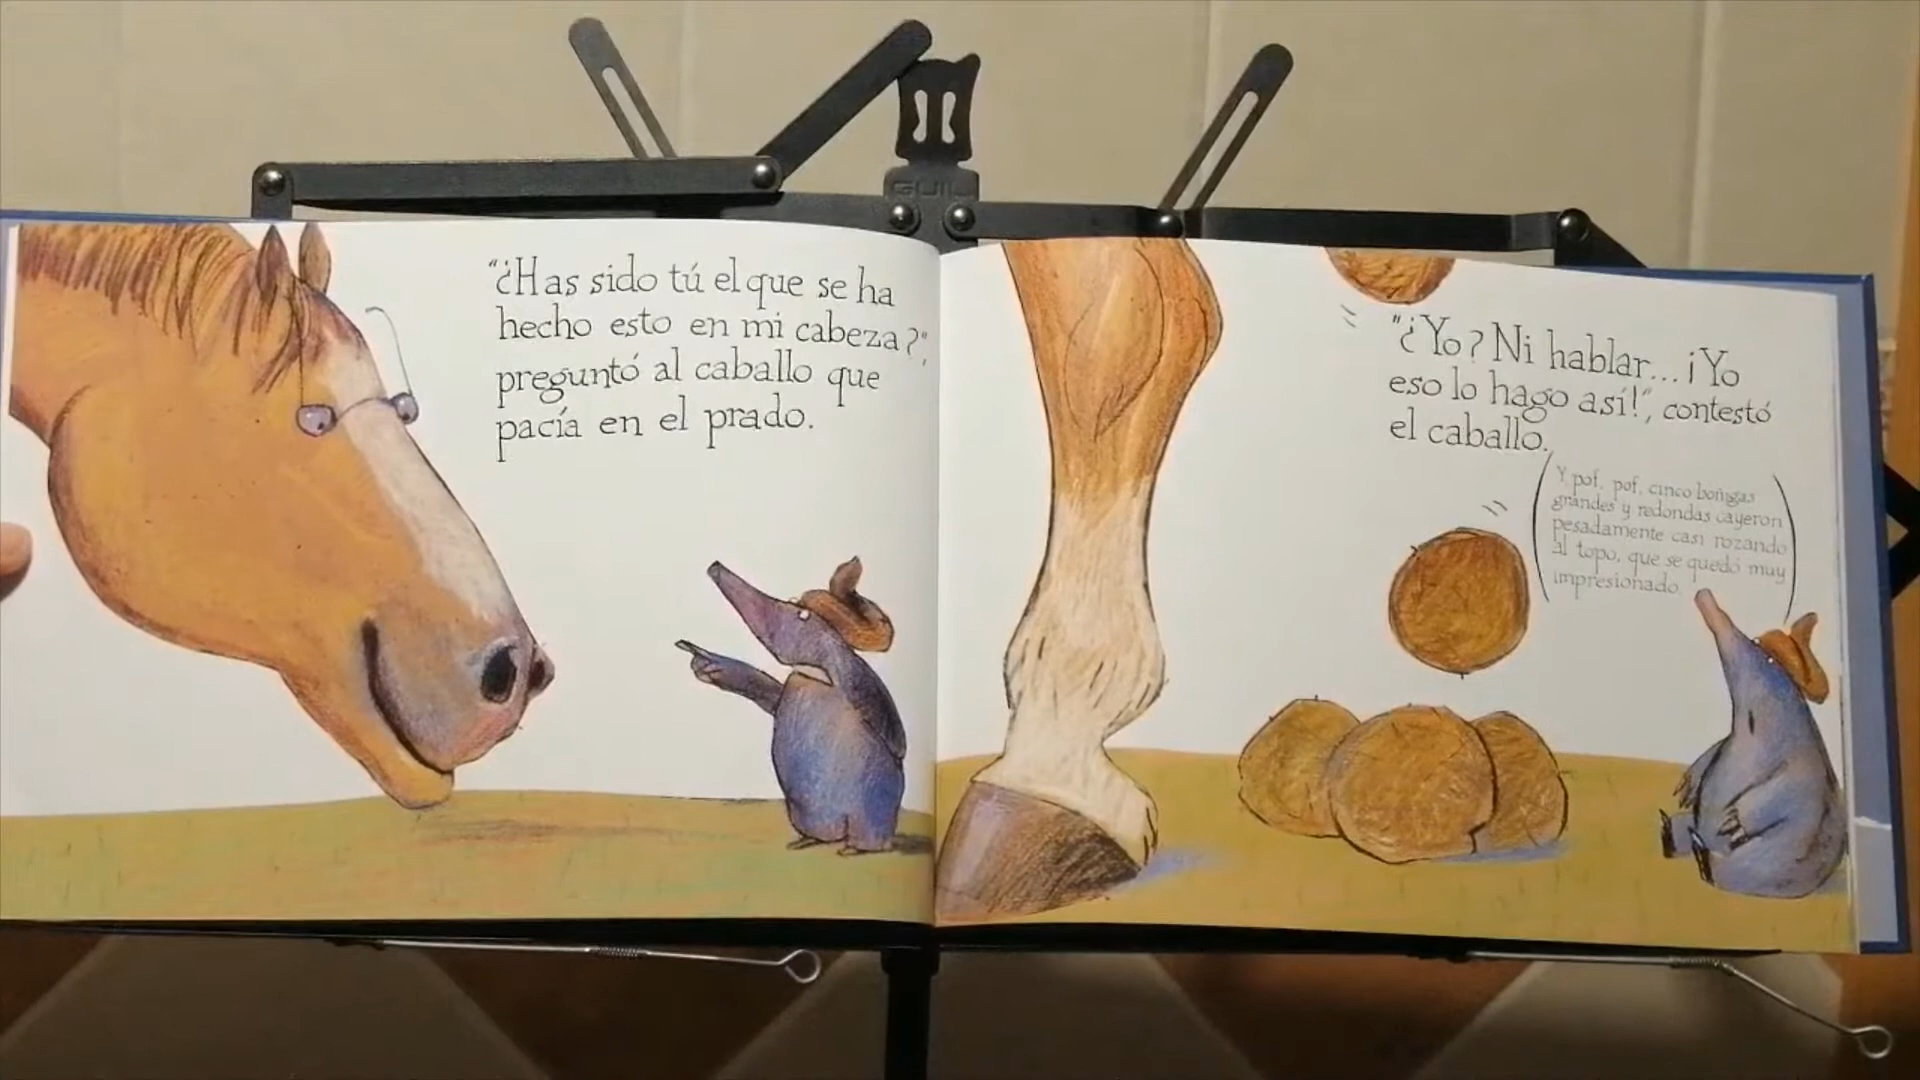 GUIL
"¿Has sido tú el que se ha
hecho esto en mi cabeza?",
preguntó al caballo que
pacía en el prado.
"¿Yo? Ni hablar... ¡Yo
eso lo hago así!", contestó
el caballo.
(Y pof, pof, cinco boñigas
grandes y redondas cayeron
pesadamente casi rozando
al topo, que se quedó muy
impresionado.)